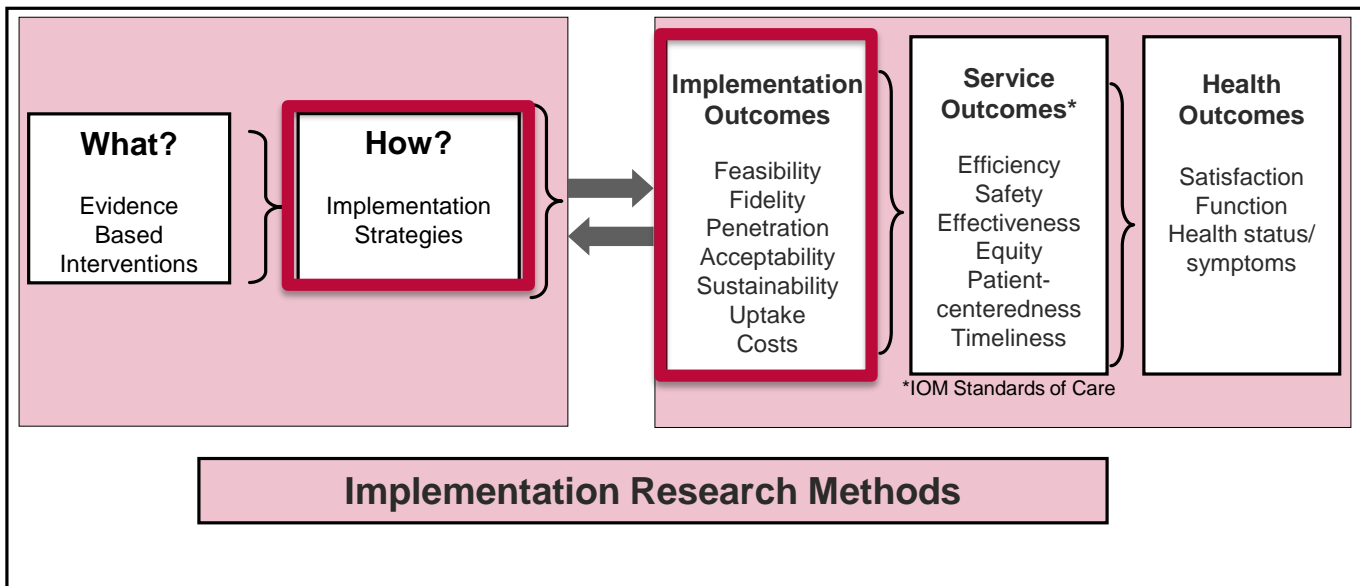 What?
Evidence
Based
Interventions
How?
Implementation
Strategies
Implementation
Outcomes
Feasibility
Fidelity
Penetration
Acceptability
Sustainability
Uptake
Costs
Service
Outcomes*
Efficiency
Safety
Effectiveness
Equity
Patient-
centeredness
Timeliness
*IOM Standards of Care
Health
Outcomes
Satisfaction
Function
Health status/
symptoms
Implementation Research Methods